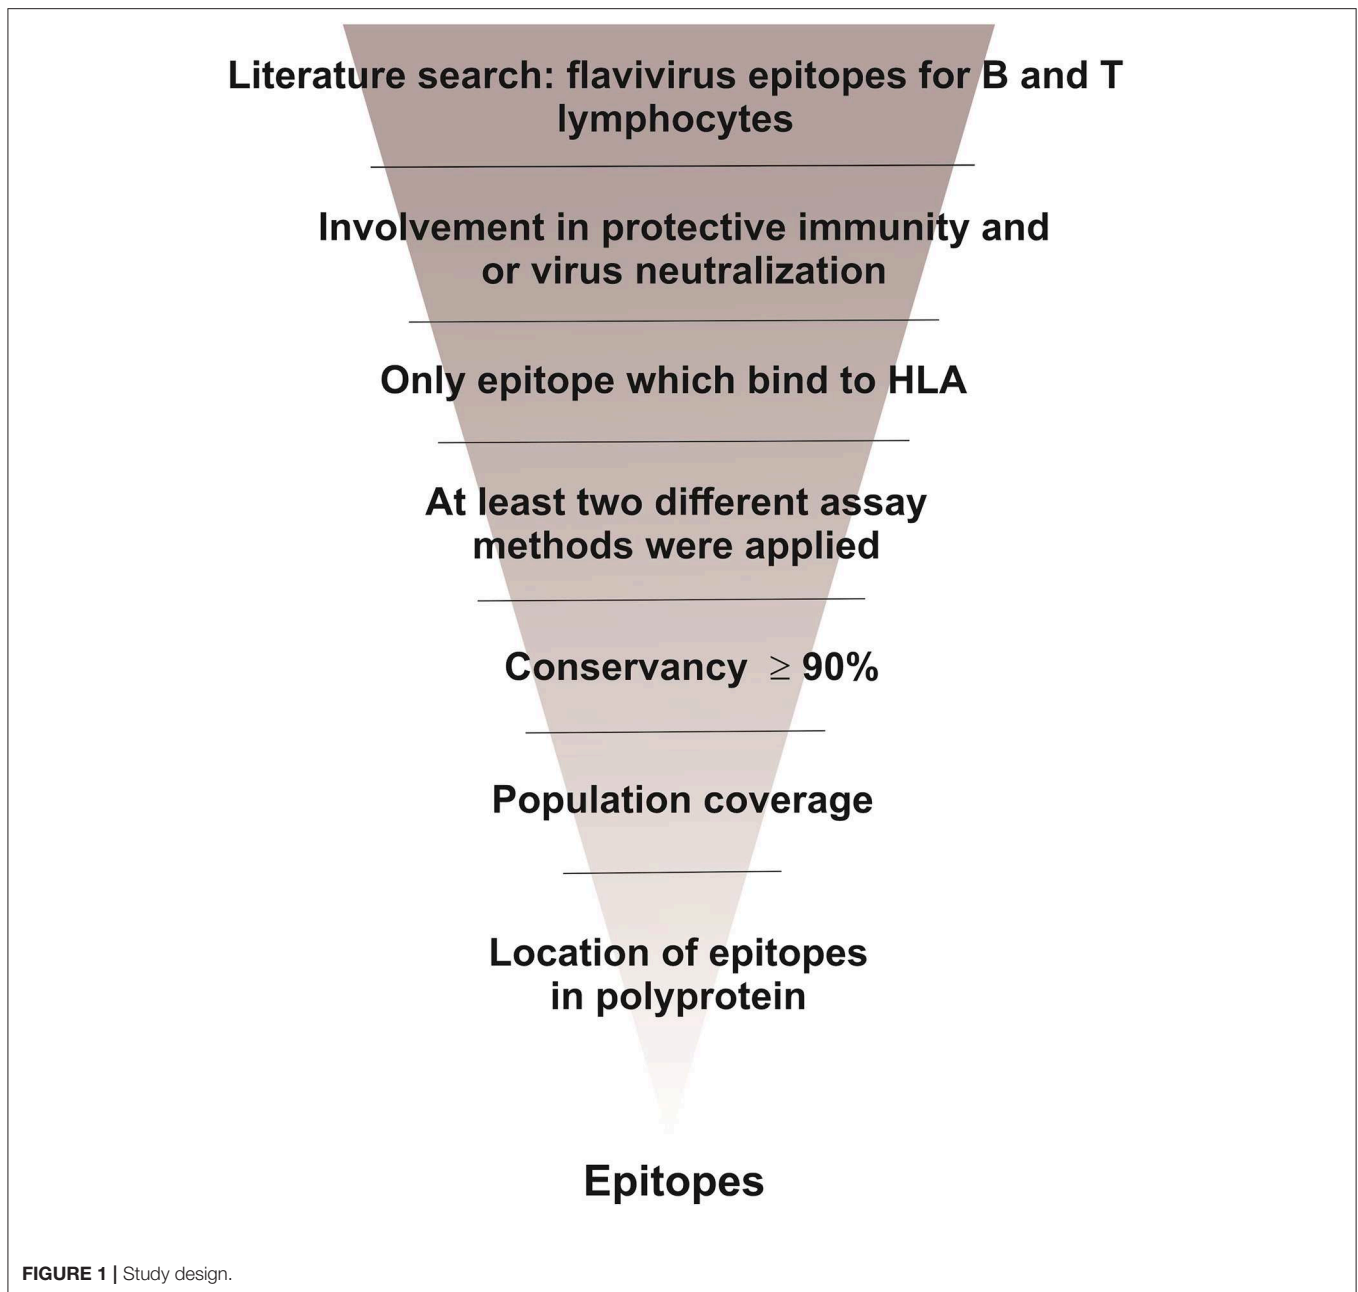 Literature search: flavivirus epitopes for B and T
lymphocytes
Involvement in protective immunity and
or virus neutralization
Only epitope which bind to HLA
At least two different assay
methods were applied
Conservancy ≥ 90%
Population coverage
Location of epitopes
in polyprotein
Epitopes
FIGURE 1 | Study design.